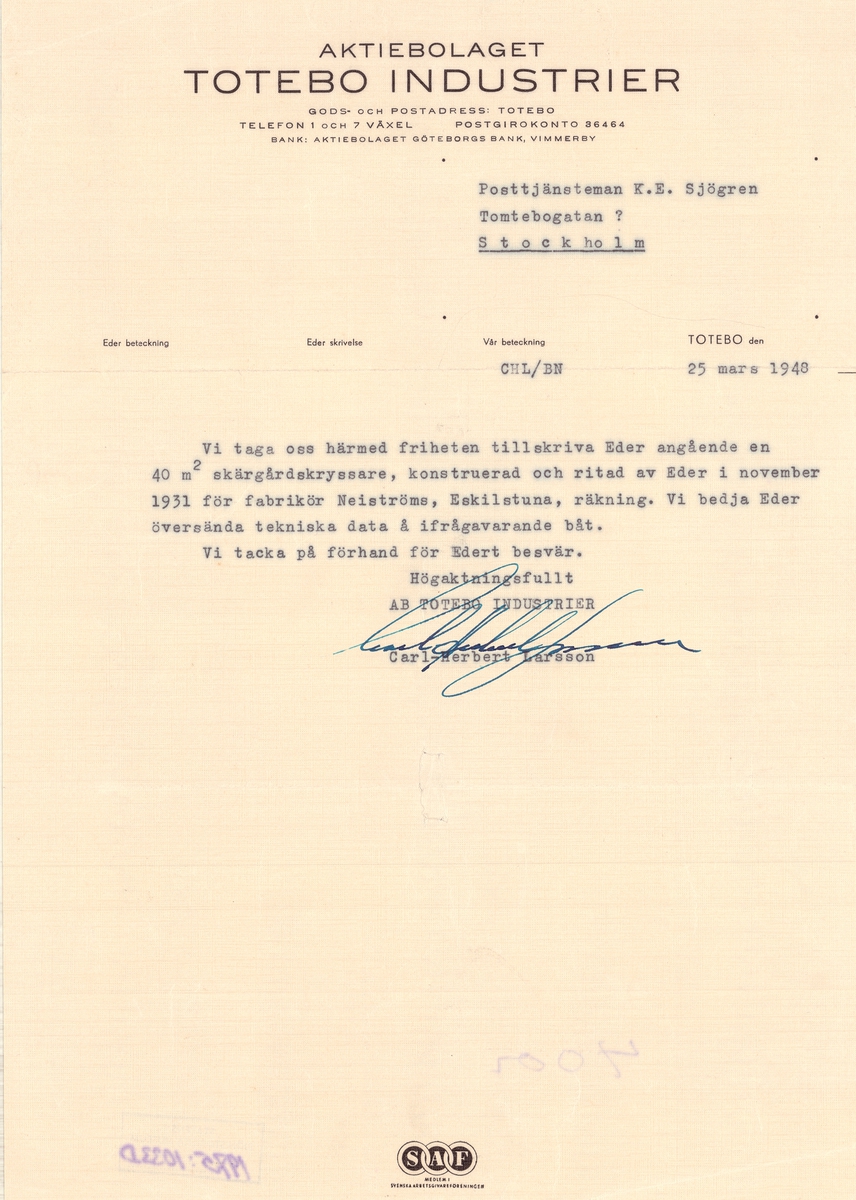 AKTIEBOLAGET
TOTEBO INDUSTRIER
GODS- OCH POSTADRESS: TOTEBO
TELEFON 1 OCH 7 VÄXEL POSTGIROKONTO 36464
BANK: AKTIEBOLAGET GÖTEBORGS BANK, VIMMERBY
Posttjänsteman K.E. Sjögren
Tomtebogatan ?
S t o c k h o l m
Eder beteckning Eder skrivelse Vår beteckning TOTEBO den
CHL/BN 25 mars 1948
Vi taga oss härmed friheten tillskriva Eder angående en
40 m² skärgårdskryssare, konstruerad och ritad av Eder i november
1931 för fabrikör Neiströms, Eskilstuna, räkning. Vi bedja Eder
översända tekniska data å ifrågavarande båt.
Vi tacka på förhand för Edert besvär.
Högaktningsfullt
AB TOTEBO INDUSTRIER
Carl-Herbert Larsson
SAF
MEDLEM I
SVENSKA ARBETSGIVAREFÖRENINGEN